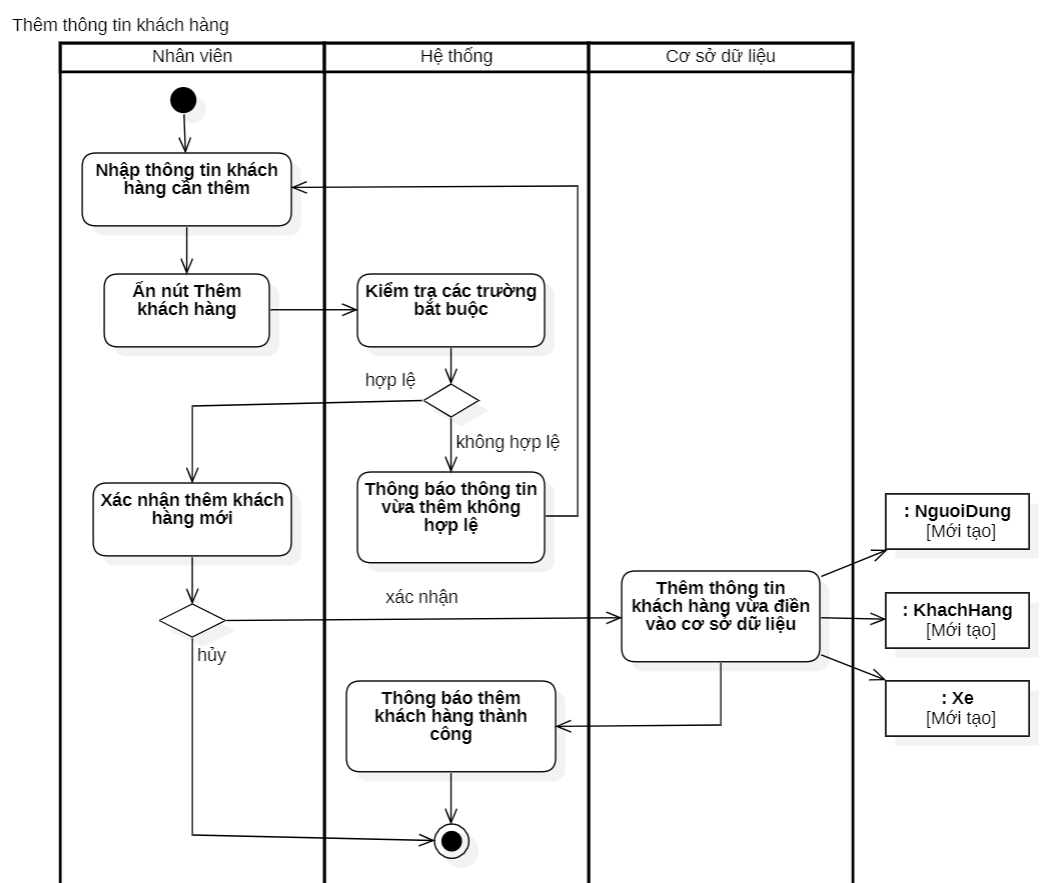 Thêm thông tin khách hàng
Nhân viên
Hệ thống
Cơ sở dữ liệu
Nhập thông tin khách
hàng cần thêm
Ấn nút Thêm
khách hàng
Kiểm tra các trường
bắt buộc
hợp lệ
không hợp lệ
Thông báo thông tin
vừa thêm không
hợp lệ
Xác nhận thêm khách
hàng mới
: NguoiDung
[Mới tạo]
xác nhận
Thêm thông tin
khách hàng vừa điền
vào cơ sở dữ liệu
: KhachHang
[Mới tạo]
hủy
Thông báo thêm
khách hàng thành
công
: Xe
[Mới tạo]